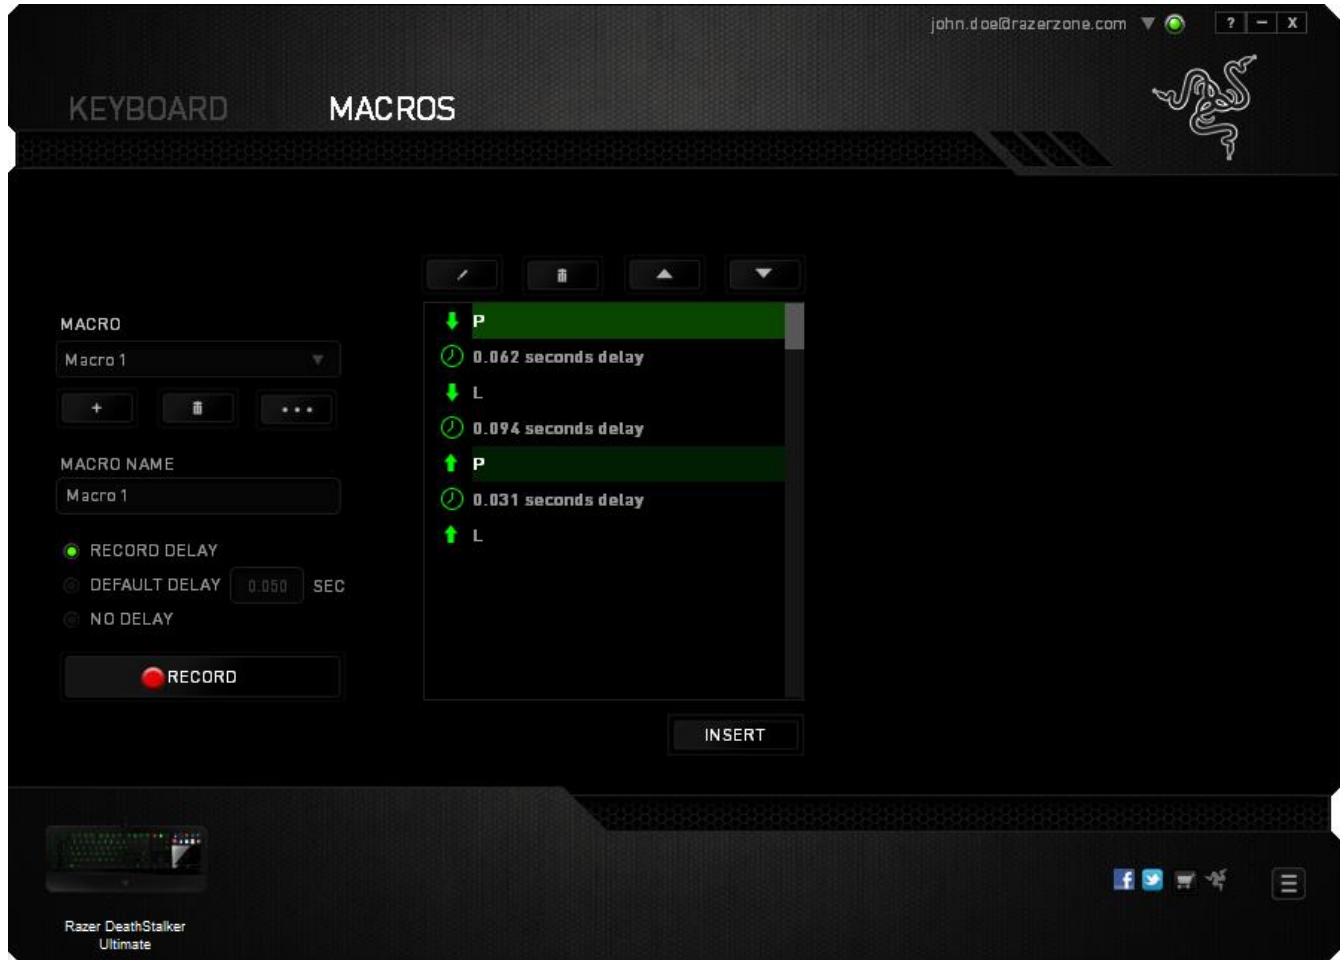 john.doe@razerzone.com
? - X
KEYBOARD
MACROS
MACRO
Macro 1
+
...
MACRO NAME
Macro 1
RECORD DELAY
DEFAULT DELAY 0.050 SEC
NO DELAY
RECORD
P
0.062 seconds delay
L
0.094 seconds delay
P
0.031 seconds delay
L
INSERT
Razer DeathStalker
Ultimate
f